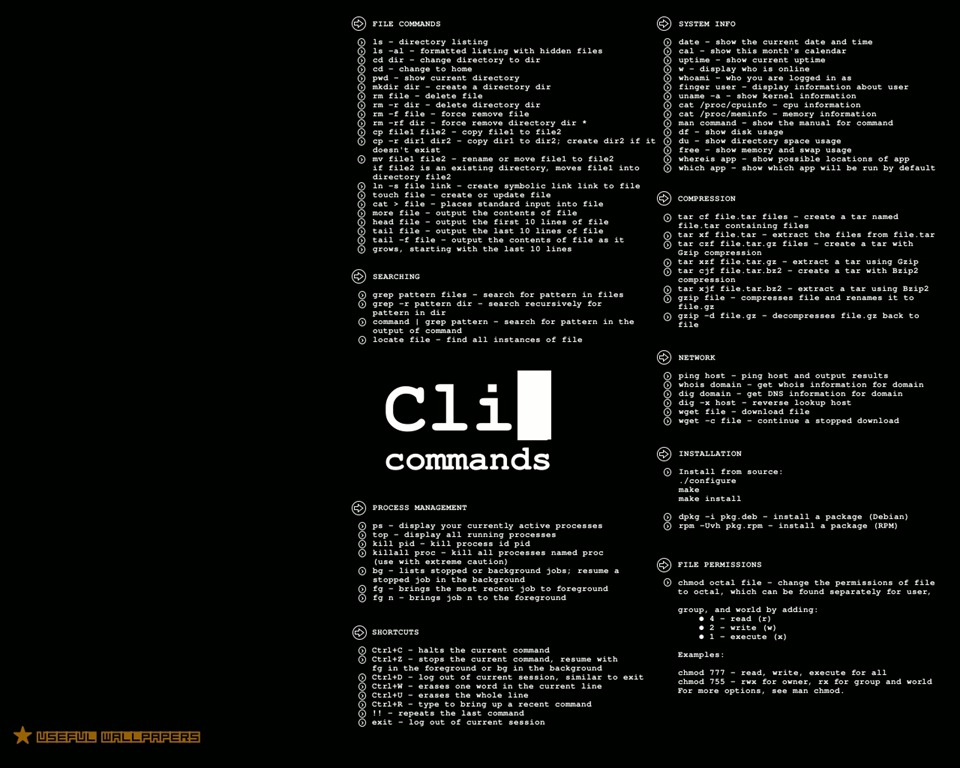 FILE COMMANDS
ls - directory listing
ls -al - formatted listing with hidden files
cd dir - change directory to dir
cd - change to home
pwd - show current directory
mkdir dir - create a directory dir
rm file - delete file
rm -r dir - delete directory dir
rm -f file - force remove file
rm -rf dir - force remove directory dir *
cp file1 file2 - copy file1 to file2
cp -r dir1 dir2 - copy dir1 to dir2; create dir2 if it
doesn't exist
mv file1 file2 - rename or move file1 to file2
if file2 is an existing directory, moves file1 into
directory file2
ln -s file link - create symbolic link link to file
touch file - create or update file
cat > file - places standard input into file
more file - output the contents of file
head file - output the first 10 lines of file
tail file - output the last 10 lines of file
tail -f file - output the contents of file as it
grows, starting with the last 10 lines
SEARCHING
grep pattern files - search for pattern in files
grep -r pattern dir - search recursively for
pattern in dir
command | grep pattern - search for pattern in the
output of command
locate file - find all instances of file
Cli
commands
PROCESS MANAGEMENT
ps - display your currently active processes
top - display all running processes
kill pid - kill process id pid
killall proc - kill all processes named proc
(use with extreme caution)
bg - lists stopped or background jobs; resume a
stopped job in the background
fg - brings the most recent job to foreground
fg n - brings job n to the foreground
SHORTCUTS
Ctrl+C - halts the current command
Ctrl+Z - stops the current command, resume with
fg in the foreground or bg in the background
Ctrl+D - log out of current session, similar to exit
Ctrl+W - erases one word in the current line
Ctrl+U - erases the whole line
Ctrl+R - type to bring up a recent command
!! - repeats the last command
exit - log out of current session
SYSTEM INFO
date - show the current date and time
cal - show this month's calendar
uptime - show current uptime
w - display who is online
whoami - who you are logged in as
finger user - display information about user
uname -a - show kernel information
cat /proc/cpuinfo - cpu information
cat /proc/meminfo - memory information
man command - show the manual for command
df - show disk usage
du - show directory space usage
free - show memory and swap usage
whereis app - show possible locations of app
which app - show which app will be run by default
COMPRESSION
tar cf file.tar files - create a tar named
file.tar containing files
tar xf file.tar - extract the files from file.tar
tar czf file.tar.gz files - create a tar with
Gzip compression
tar xzf file.tar.gz - extract a tar using Gzip
tar cjf file.tar.bz2 - create a tar with Bzip2
compression
tar xjf file.tar.bz2 - extract a tar using Bzip2
gzip file - compresses file and renames it to
file.gz
gzip -d file.gz - decompresses file.gz back to
file
NETWORK
ping host - ping host and output results
whois domain - get whois information for domain
dig domain - get DNS information for domain
dig -x host - reverse lookup host
wget file - download file
wget -c file - continue a stopped download
INSTALLATION
Install from source:
./configure
make
make install
dpkg -i pkg.deb - install a package (Debian)
rpm -Uvh pkg.rpm - install a package (RPM)
FILE PERMISSIONS
chmod octal file - change the permissions of file
to octal, which can be found separately for user,
group, and world by adding:
● 4 - read (r)
● 2 - write (w)
● 1 - execute (x)
Examples:
chmod 777 - read, write, execute for all
chmod 755 - rwx for owner, rx for group and world
For more options, see man chmod.
USEFUL WALLPAPERS